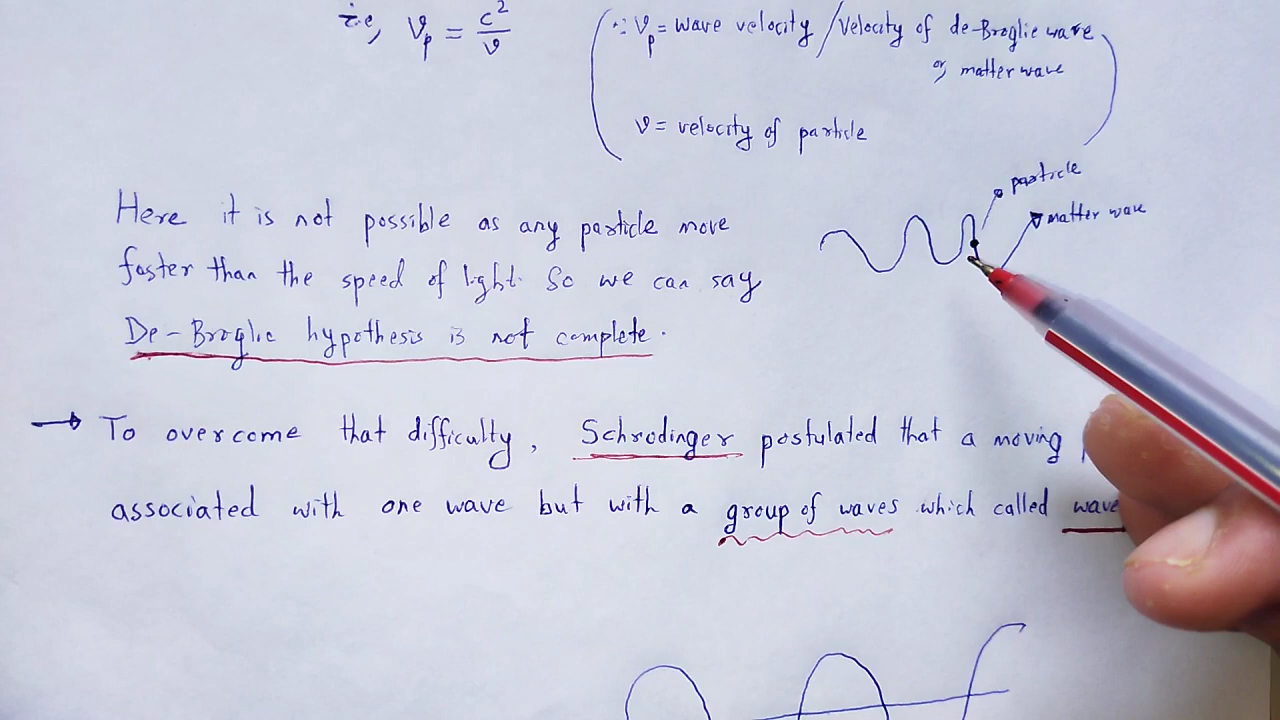 i.e, Vp = c²/v (∵ Vp = wave velocity / Velocity of de-Broglie wave
or matter wave
v = velocity of particle)
particle
matter wave
Here it is not possible as any particle move
faster than the speed of light. So we can say
De-Broglie hypothesis is not complete.
→ To overcome that difficulty, Schrodinger postulated that a moving
associated with one wave but with a group of waves which called wave